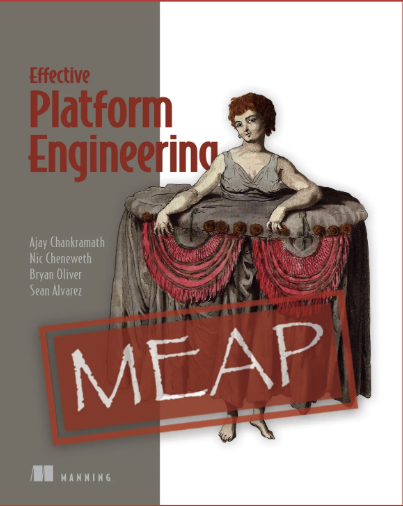 Effective
Platform
Engineering
Ajay Chankramath
Nic Cheneweth
Bryan Oliver
Sean Alvarez
MEAP
MANNING